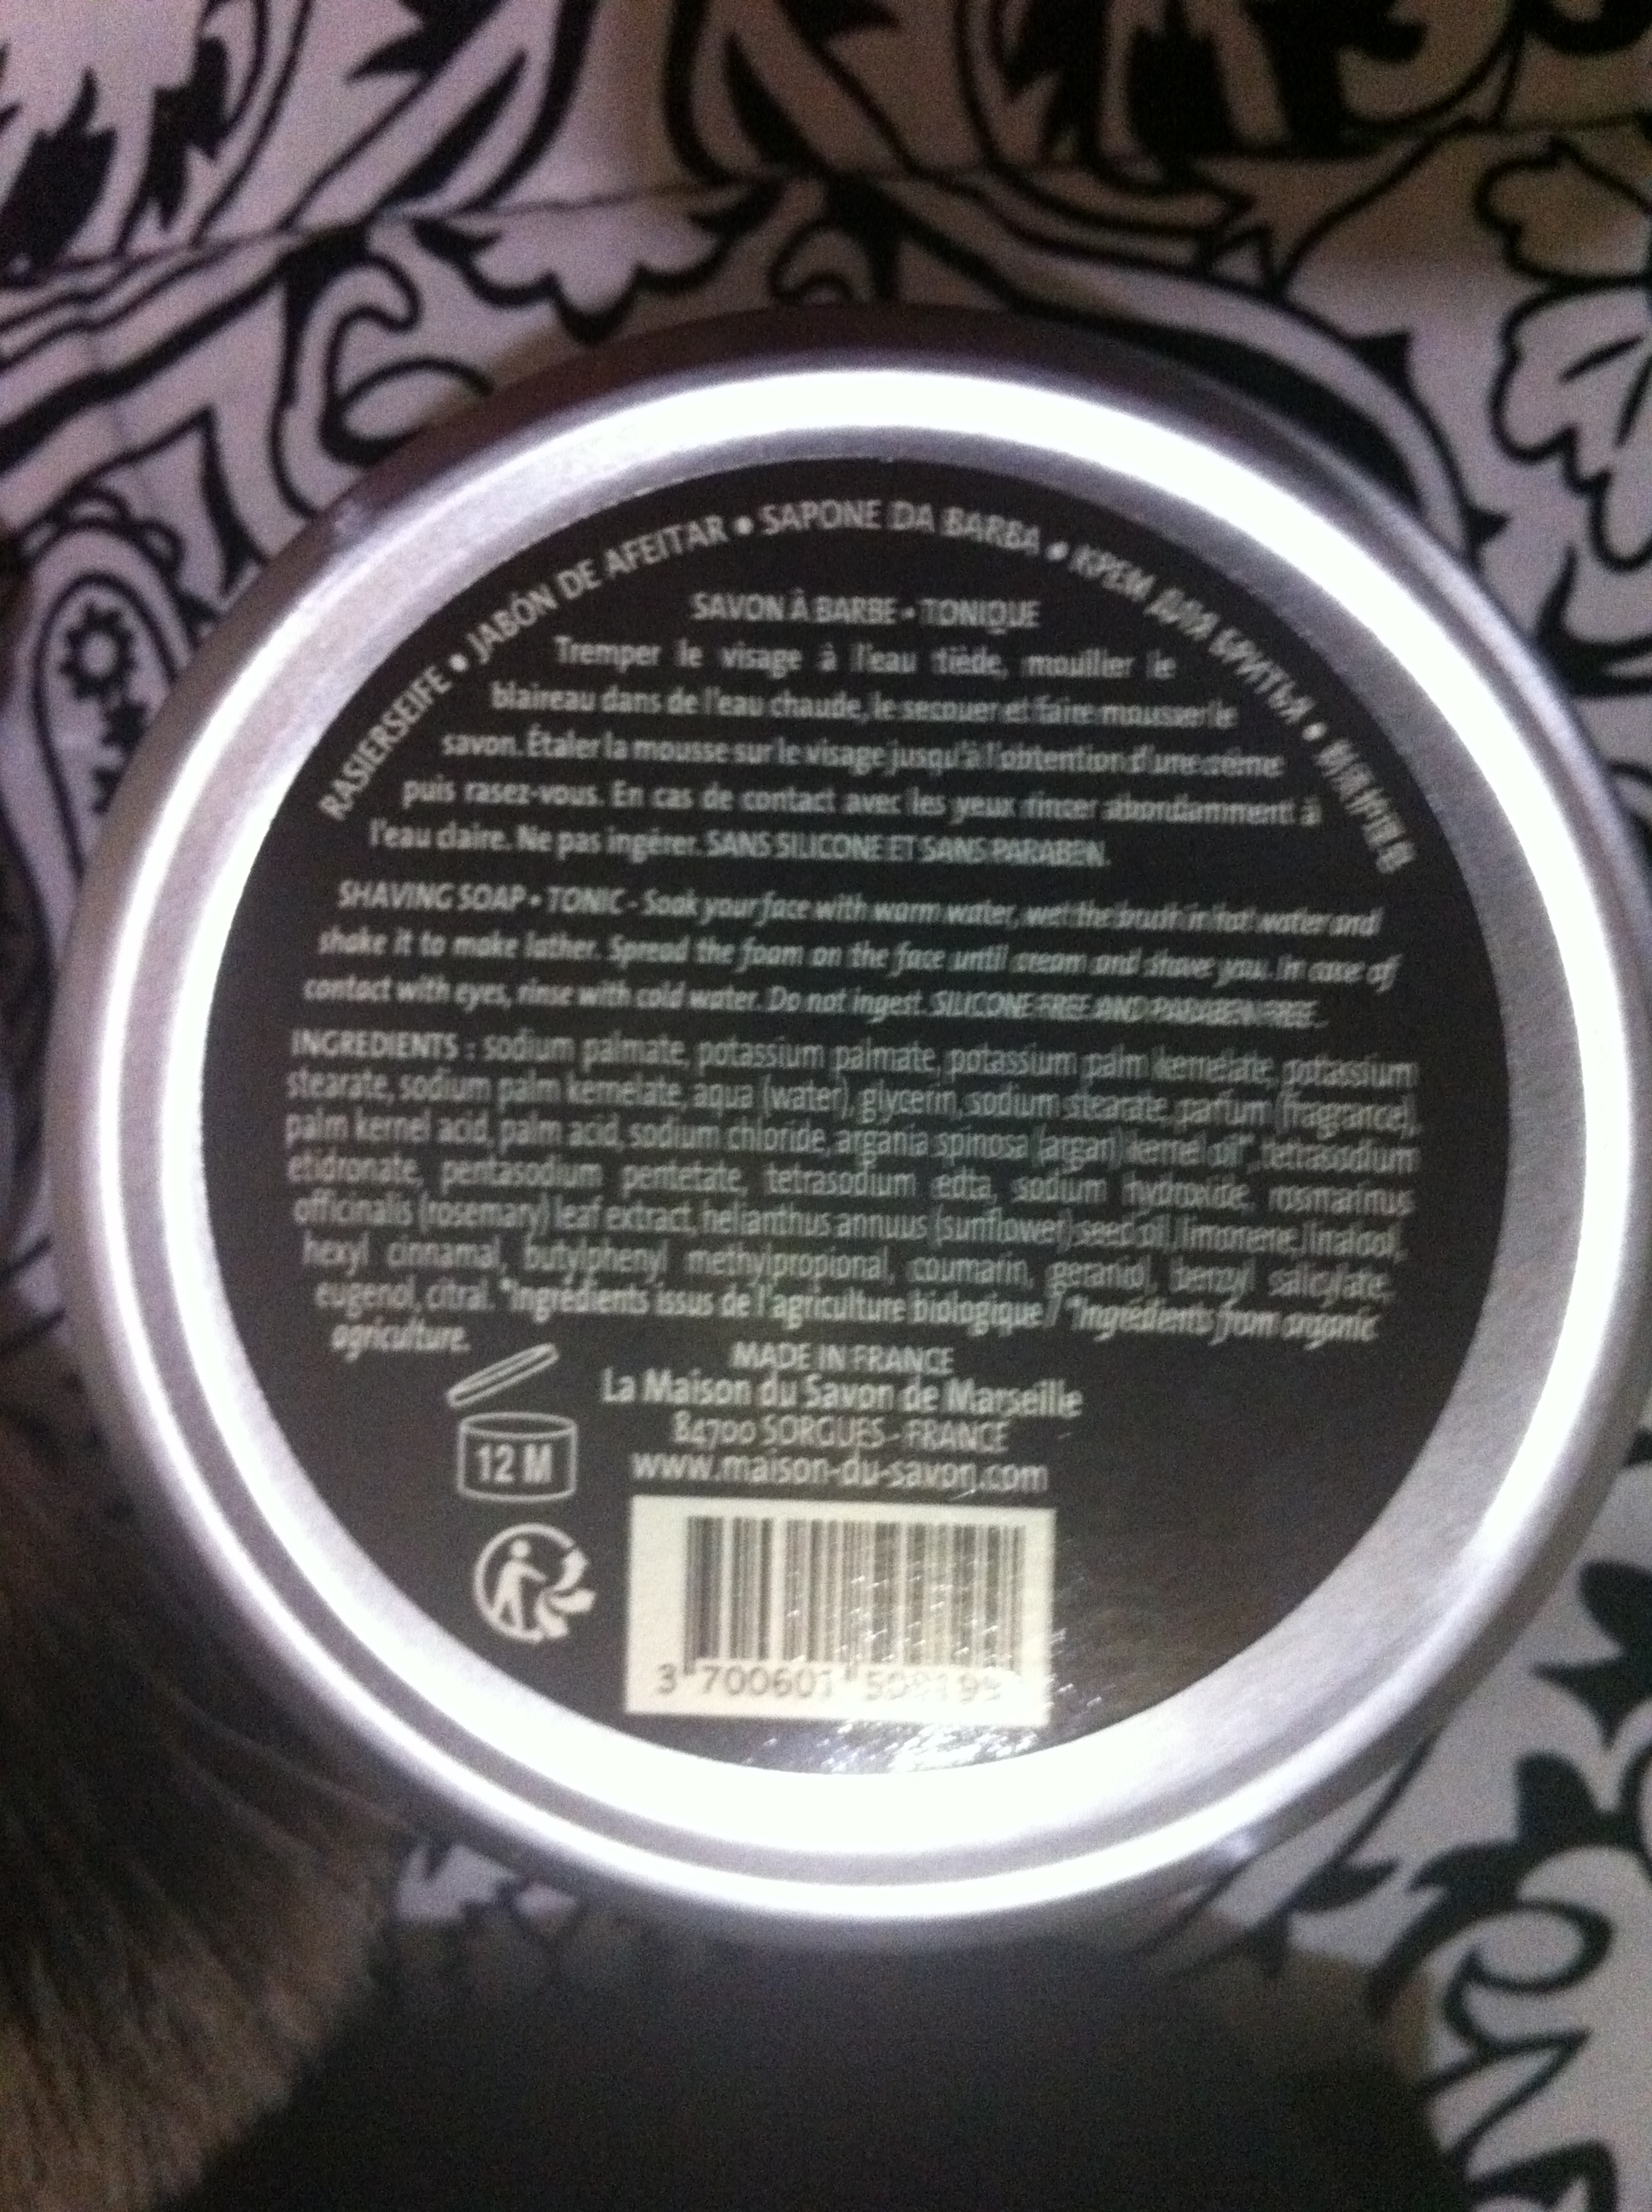 RASIERSEIFE • JABÓN DE AFEITAR • SAPONE DA BARBA • КРЕМ ДЛЯ БРИТЬЯ •
SAVON À BARBE • TONIQUE
Tremper le visage à l'eau tiède, mouiller le
blaireau dans de l'eau chaude, le secouer et faire mousser le
savon. Étaler la mousse sur le visage jusqu'à l'obtention d'une crème
puis rasez-vous. En cas de contact avec les yeux rincer abondamment à
l'eau claire. Ne pas ingérer. SANS SILICONE ET SANS PARABEN.
SHAVING SOAP • TONIC - Soak your face with warm water, wet the brush in hot water and
shake it to make lather. Spread the foam on the face until cream and shave you. In case of
contact with eyes, rinse with cold water. Do not ingest. SILICONE FREE AND PARABEN FREE.
INGREDIENTS : sodium palmate, potassium palmate, potassium palm kernelate, potassium
stearate, sodium palm kernelate, aqua (water), glycerin, sodium stearate, parfum (fragrance),
palm kernel acid, palm acid, sodium chloride, argania spinosa (argan) kernel oil*, tetrasodium
etidronate, pentasodium pentetate, tetrasodium edta, sodium hydroxide, rosmarinus
officinalis (rosemary) leaf extract, helianthus annuus (sunflower) seed oil, limonene, linalool,
hexyl cinnamal, butylphenyl methylpropional, coumarin, geraniol, benzyl salicylate,
eugenol, citral. *Ingrédients issus de l'agriculture biologique / *Ingredients from organic
agriculture.
MADE IN FRANCE
La Maison du Savon de Marseille
84700 SORGUES - FRANCE
www.maison-du-savon.com
12 M
3 700601